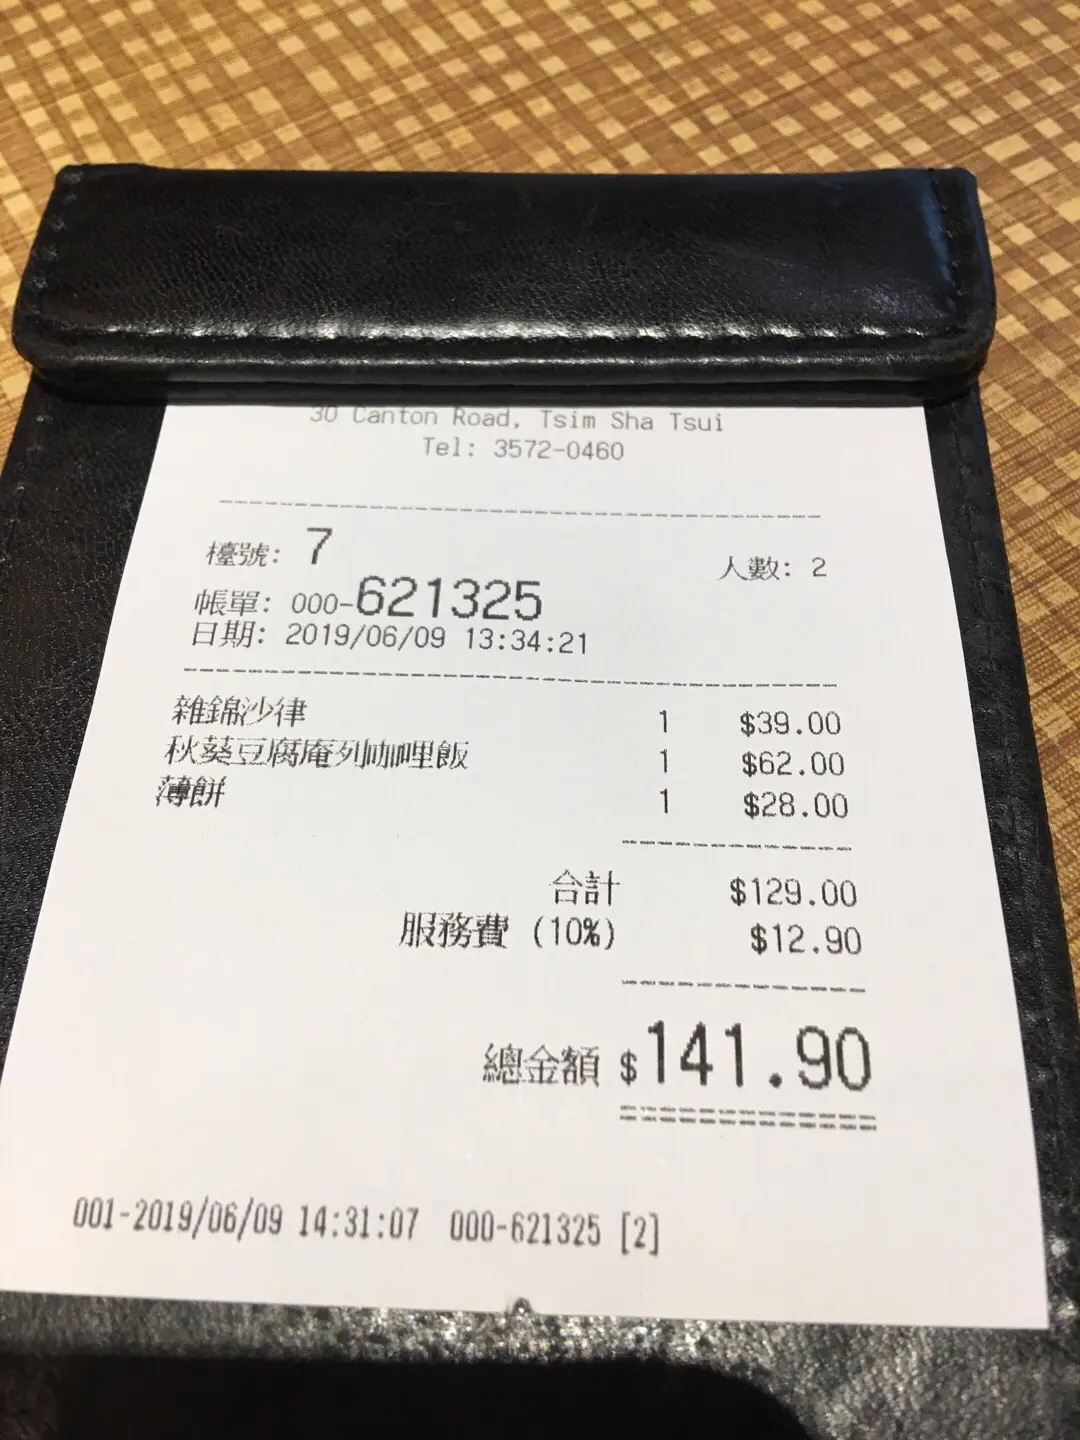 30 Canton Road, Tsim Sha Tsui
Tel: 3572-0460
檯號: 7 人數: 2
帳單: 000-621325
日期: 2019/06/09 13:34:21
雜錦沙律 1 $39.00
秋葵豆腐庵列咖哩飯 1 $62.00
薄餅 1 $28.00
合計 $129.00
服務費 (10%) $12.90
總金額 $141.90
001-2019/06/09 14:31:07 000-621325 [2]